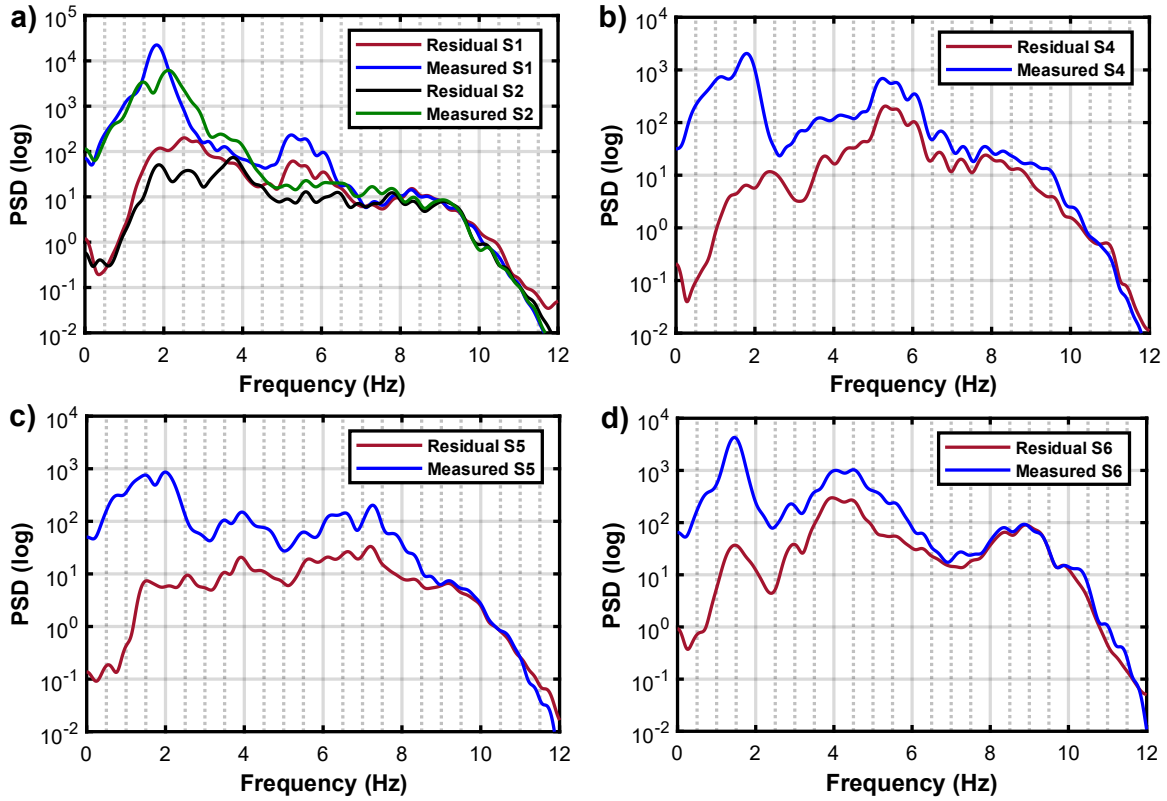 a)
10^5
10^4
10^3
10^2
10^1
10^0
10^-1
10^-2
PSD (log)
Residual S1
Measured S1
Residual S2
Measured S2
0 2 4 6 8 10 12
Frequency (Hz)
b)
10^4
10^3
10^2
10^1
10^0
10^-1
10^-2
PSD (log)
Residual S4
Measured S4
0 2 4 6 8 10 12
Frequency (Hz)
c)
10^4
10^3
10^2
10^1
10^0
10^-1
10^-2
PSD (log)
Residual S5
Measured S5
0 2 4 6 8 10 12
Frequency (Hz)
d)
10^4
10^3
10^2
10^1
10^0
10^-1
10^-2
PSD (log)
Residual S6
Measured S6
0 2 4 6 8 10 12
Frequency (Hz)